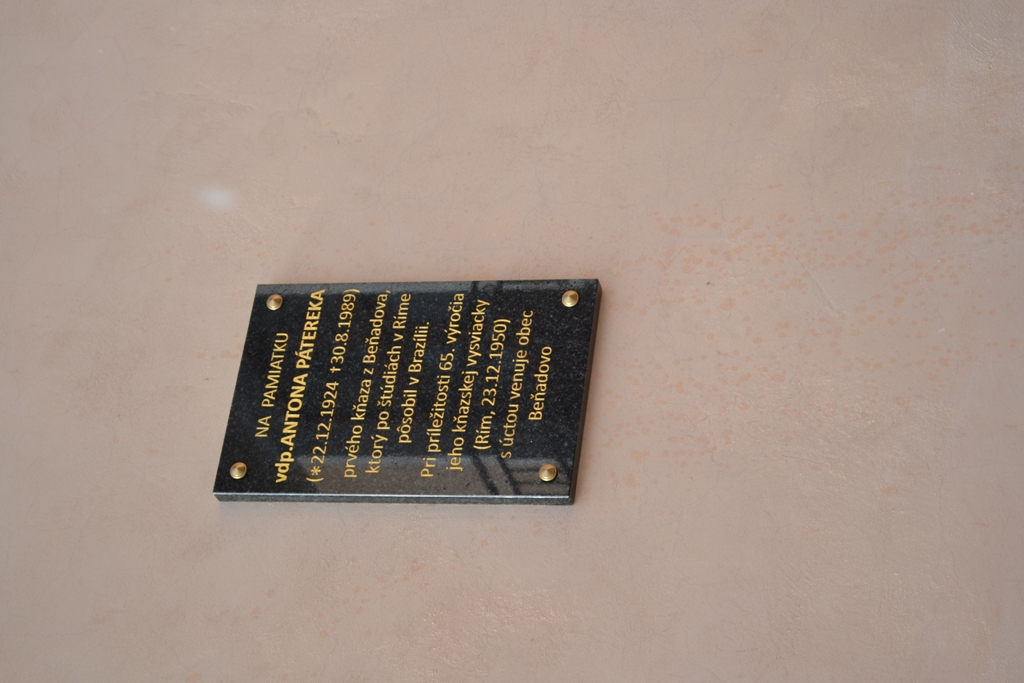 NA PAMIATKU
vdp.ANTONA PÁTEREKA
(*22.12.1924 †30.8.1989)
prvého kňaza z Beňadova,
ktorý po štúdiách v Ríme
pôsobil v Brazílii.
Pri príležitosti 65. výročia
jeho kňazskej vysviacky
(Rím, 23.12.1950)
s úctou venuje obec
Beňadovo